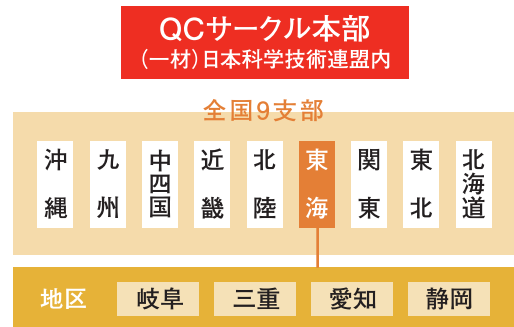 QCサークル本部
(一材)日本科学技術連盟内
全国9支部
沖縄
九州
中四国
近畿
北陸
東海
関東
東北
北海道
地区
岐阜
三重
愛知
静岡